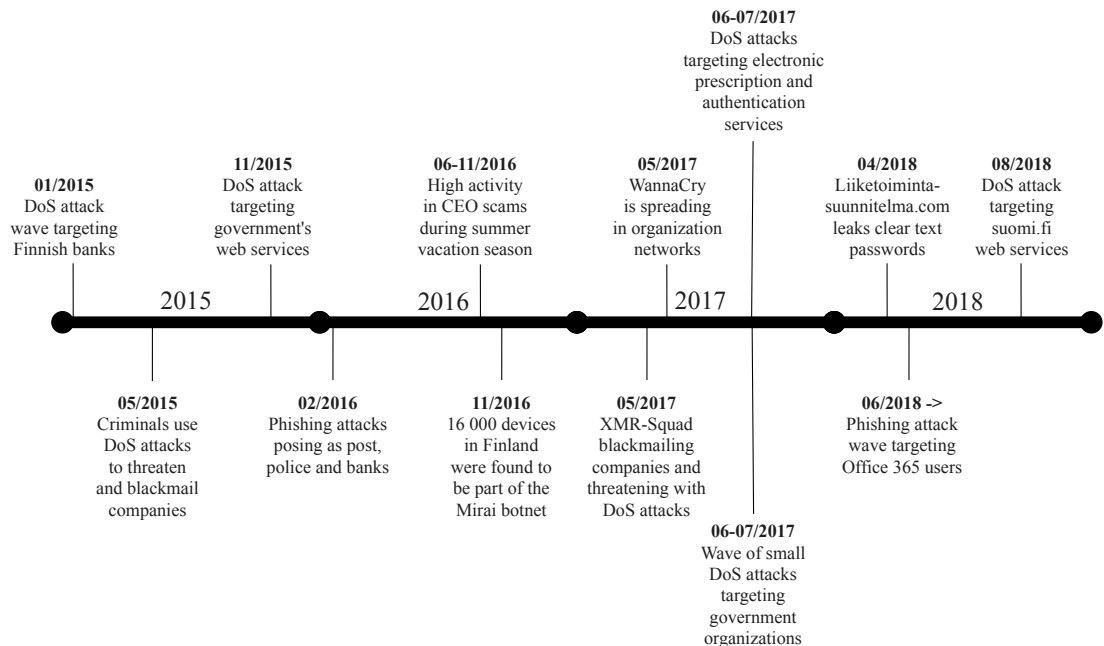 06-07/2017
DoS attacks
targeting electronic
prescription and
authentication
services
01/2015
DoS attack
wave targeting
Finnish banks
11/2015
DoS attack
targeting
government's
web services
06-11/2016
High activity
in CEO scams
during summer
vacation season
05/2017
WannaCry
is spreading
in organization
networks
04/2018
Liiketoiminta-
suunnitelma.com
leaks clear text
passwords
08/2018
DoS attack
targeting
suomi.fi
web services
2015
2016
2017
2018
05/2015
Criminals use
DoS attacks
to threaten
and blackmail
companies
02/2016
Phishing attacks
posing as post,
police and banks
11/2016
16 000 devices
in Finland
were found to
be part of the
Mirai botnet
05/2017
XMR-Squad
blackmailing
companies and
threatening with
DoS attacks
06/2018 ->
Phishing attack
wave targeting
Office 365 users
06-07/2017
Wave of small
DoS attacks
targeting
government
organizations